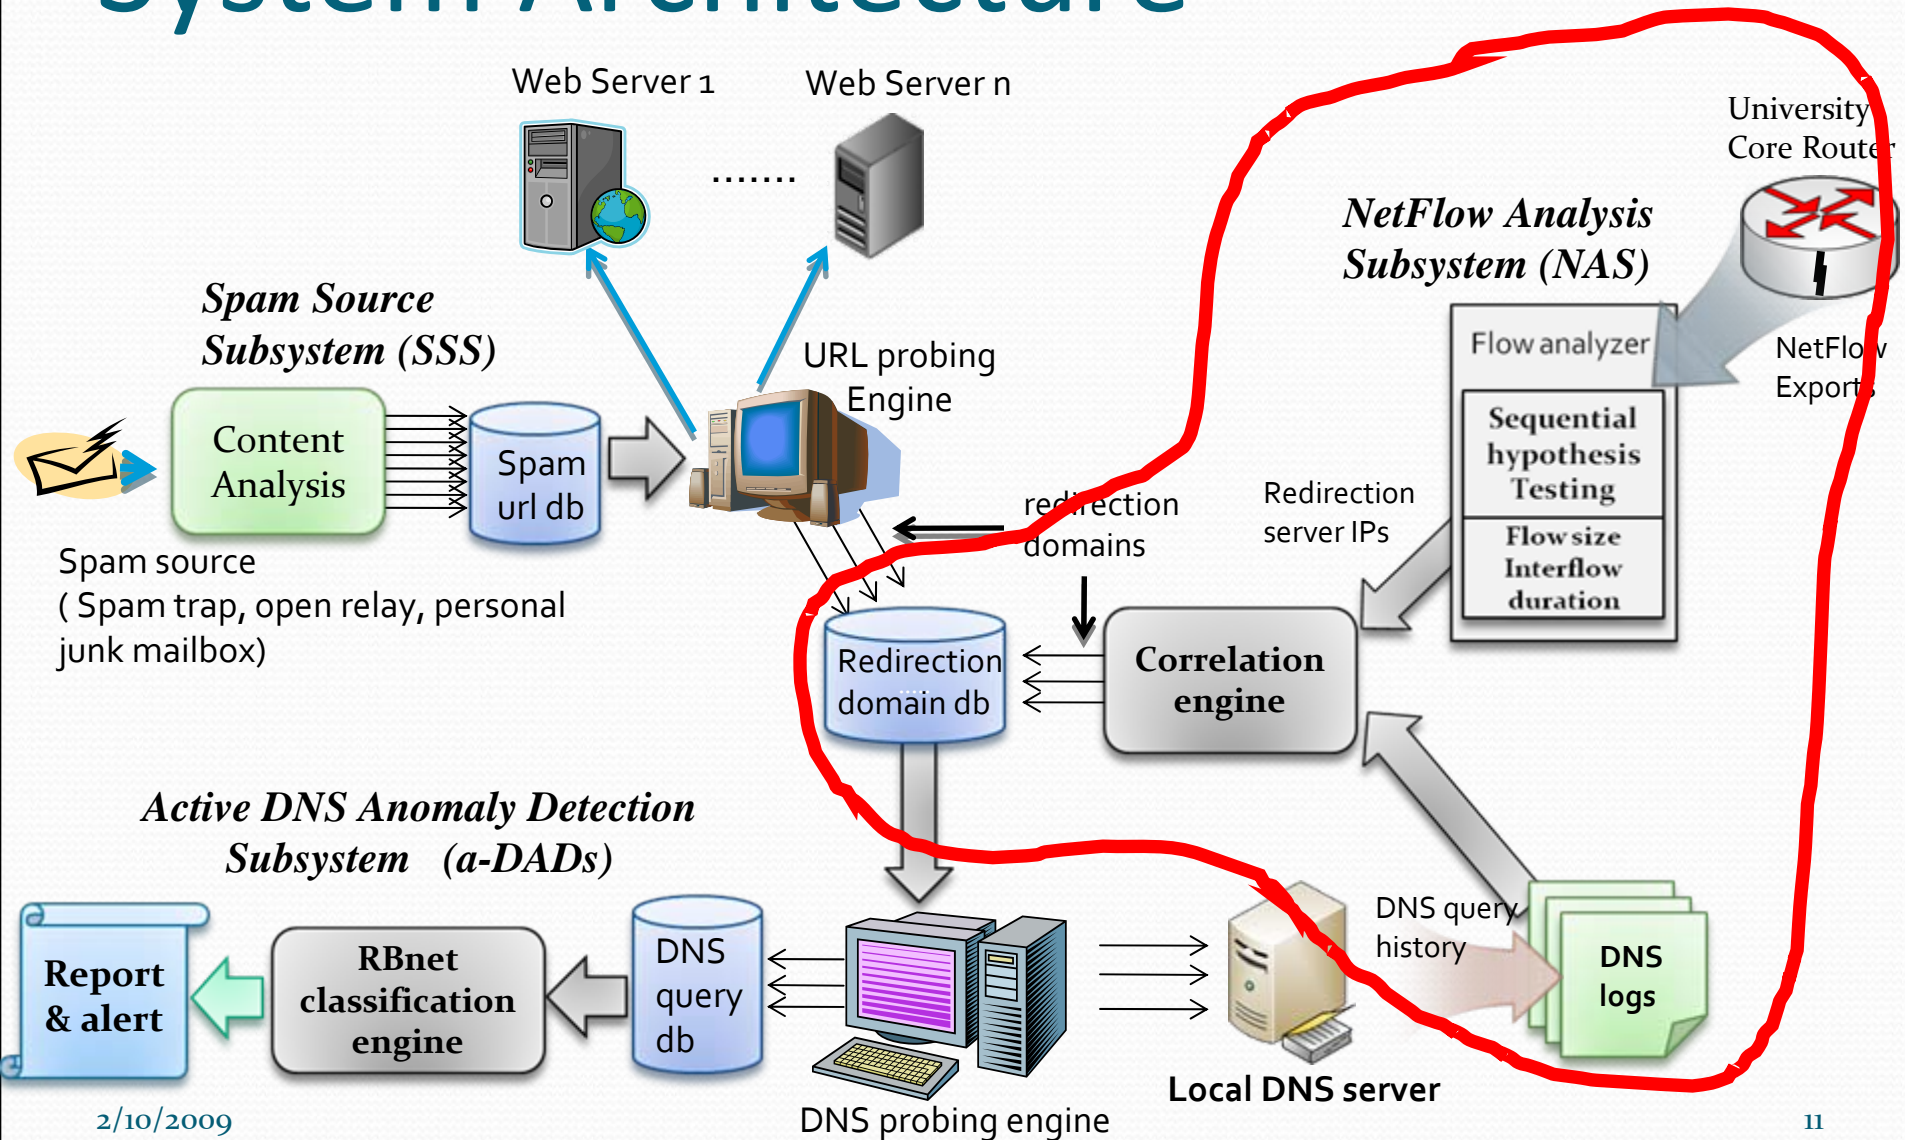 System Architecture
Web Server 1
Web Server n
.......
University
Core Router
NetFlow Analysis
Subsystem (NAS)
Spam Source
Subsystem (SSS)
URL probing
Engine
Flow analyzer
NetFlow
Exports
Sequential
hypothesis
Testing
Flow size
Interflow
duration
Content
Analysis
Spam
url db
redirection
domains
Redirection
server IPs
Spam source
( Spam trap, open relay, personal
junk mailbox)
Redirection
domain db
Correlation
engine
Active DNS Anomaly Detection
Subsystem (a-DADs)
Report
& alert
RBnet
classification
engine
DNS
query
db
DNS query
history
DNS
logs
Local DNS server
DNS probing engine
2/10/2009
11